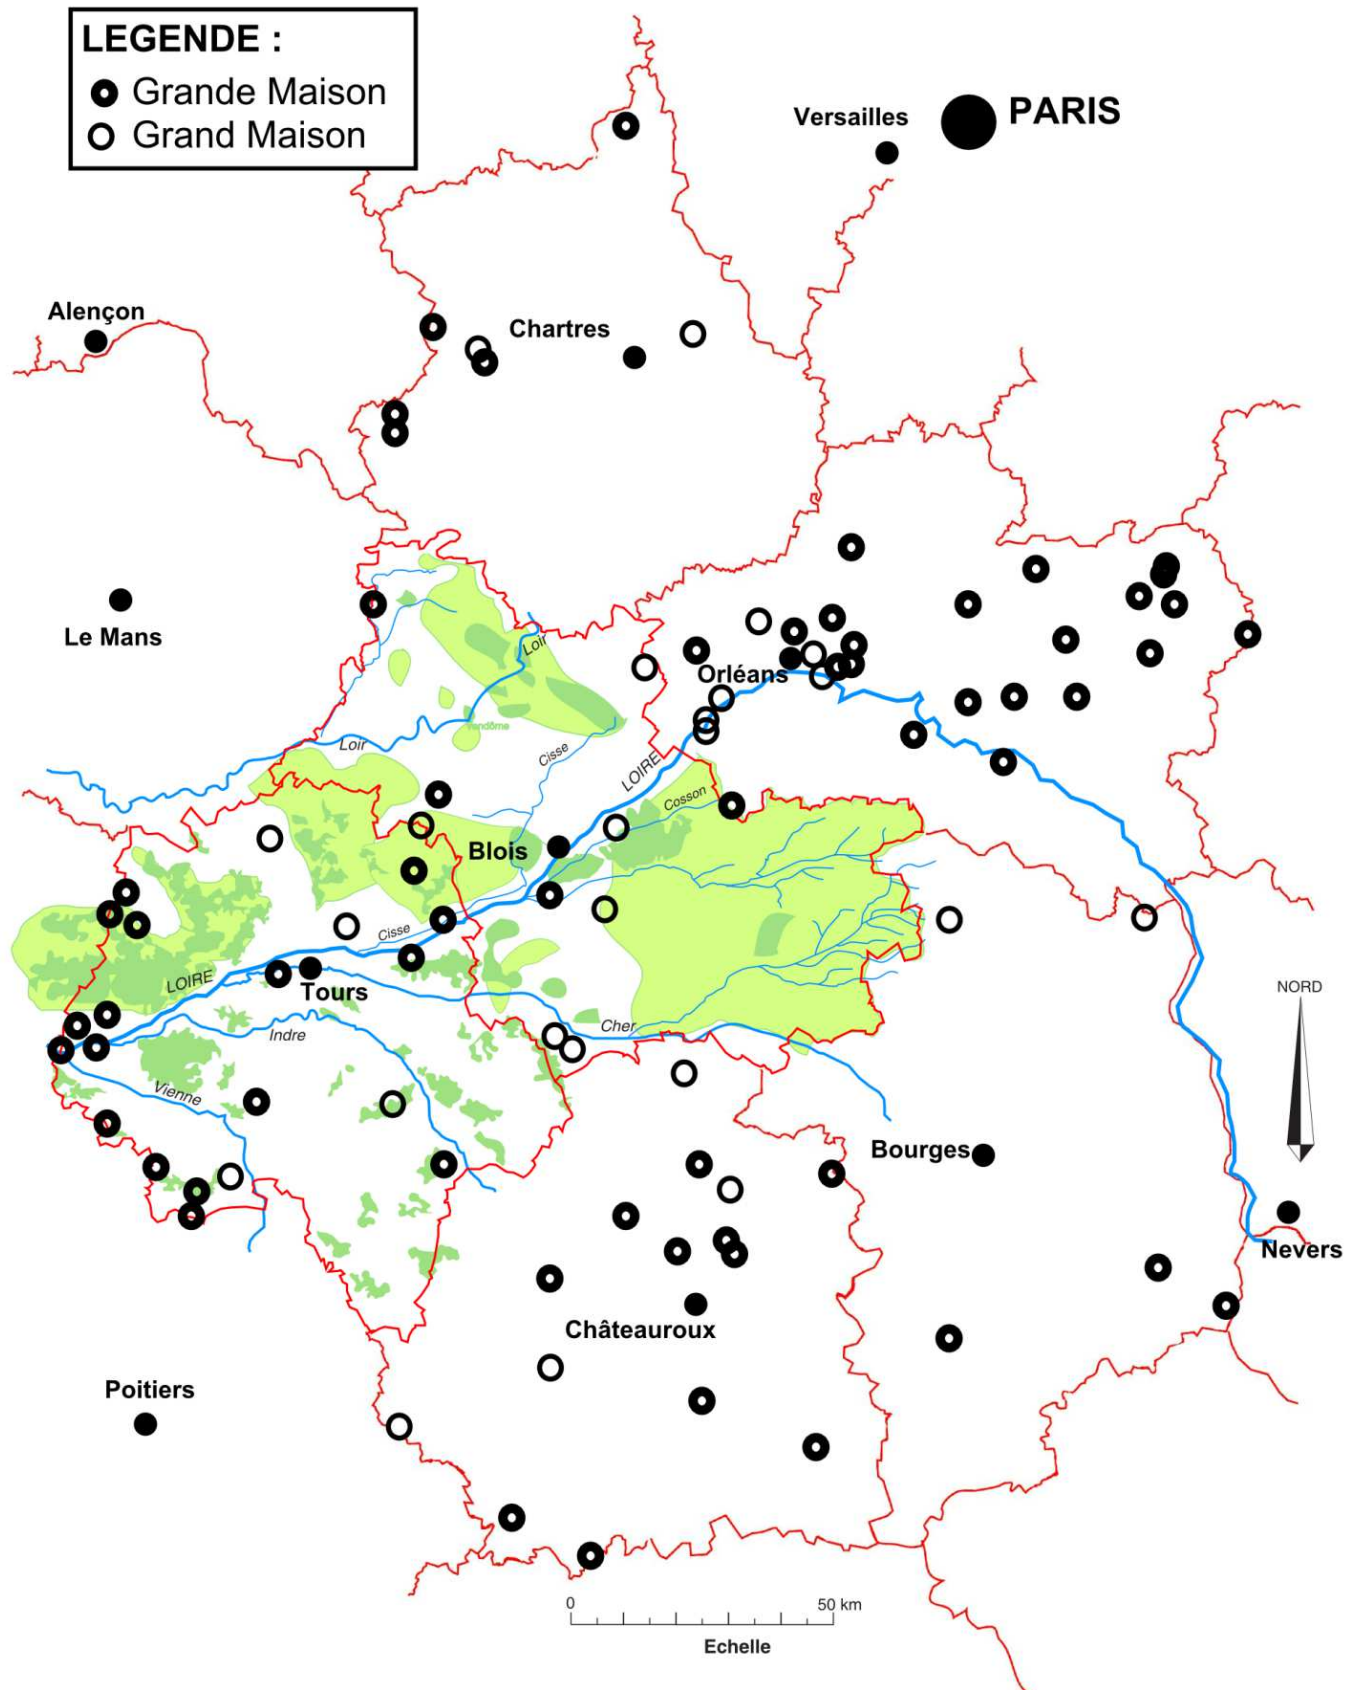 LEGENDE :
Grande Maison
Grand Maison
PARIS
Versailles
Alençon
Chartres
Le Mans
Loir
Orléans
vendôme
Loir
Cisse
LOIRE
Cosson
Blois
Cisse
LOIRE
Tours
NORD
Cher
Indre
Vienne
Bourges
Nevers
Châteauroux
Poitiers
0
50 km
Echelle